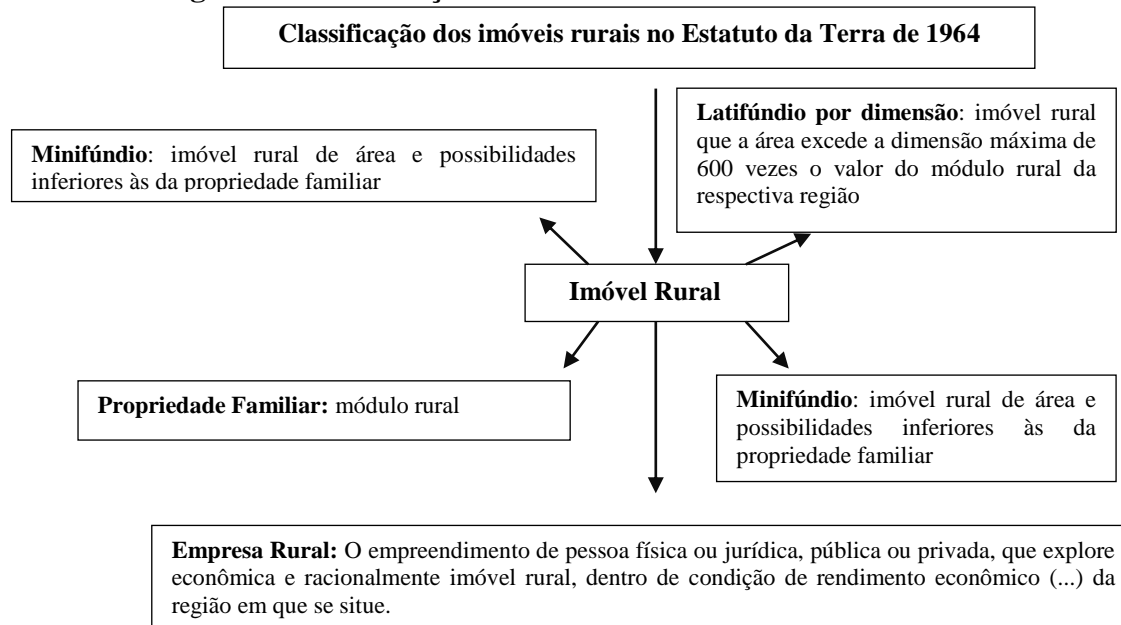 Classificação dos imóveis rurais no Estatuto da Terra de 1964
Minifúndio: imóvel rural de área e possibilidades
inferiores às da propriedade familiar
Latifúndio por dimensão: imóvel rural
que a área excede a dimensão máxima de
600 vezes o valor do módulo rural da
respectiva região
Imóvel Rural
Propriedade Familiar: módulo rural
Minifúndio: imóvel rural de área e
possibilidades inferiores às da
propriedade familiar
Empresa Rural: O empreendimento de pessoa física ou jurídica, pública ou privada, que explore
econômica e racionalmente imóvel rural, dentro de condição de rendimento econômico (...) da
região em que se situe.